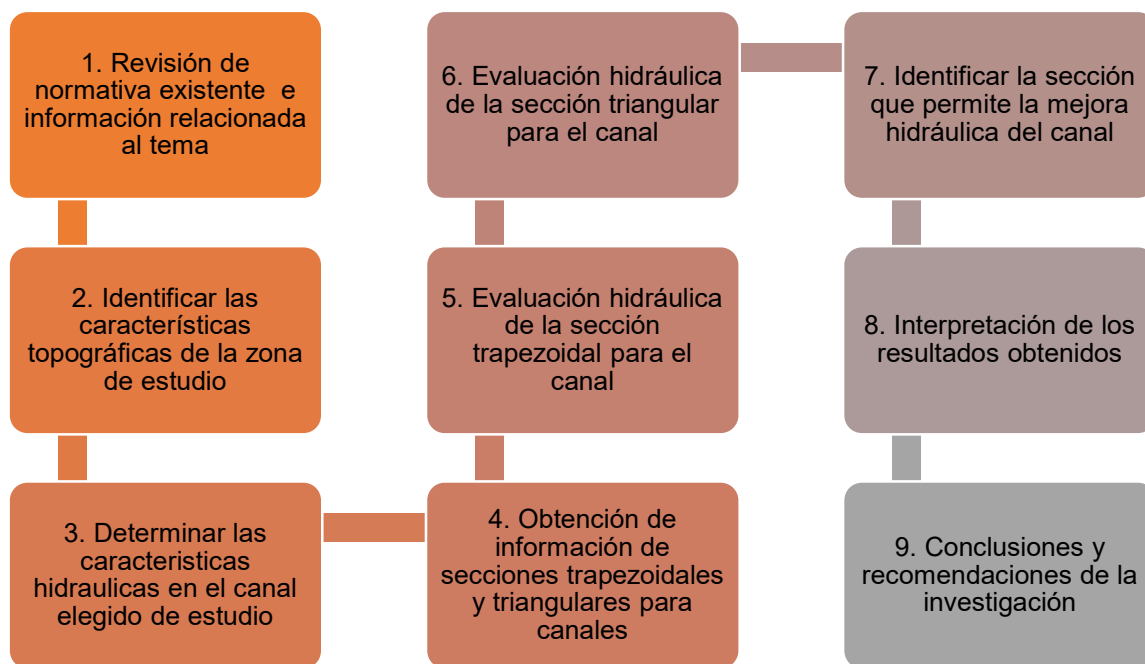 1. Revisión de
normativa existente e
información relacionada
al tema
2. Identificar las
características
topográficas de la zona
de estudio
3. Determinar las
caracteristicas
hidraulicas en el canal
elegido de estudio
4. Obtención de
información de
secciones trapezoidales
y triangulares para
canales
5. Evaluación hidráulica
de la sección
trapezoidal para el
canal
6. Evaluación hidráulica
de la sección triangular
para el canal
7. Identificar la sección
que permite la mejora
hidráulica del canal
8. Interpretación de los
resultados obtenidos
9. Conclusiones y
recomendaciones de la
investigación